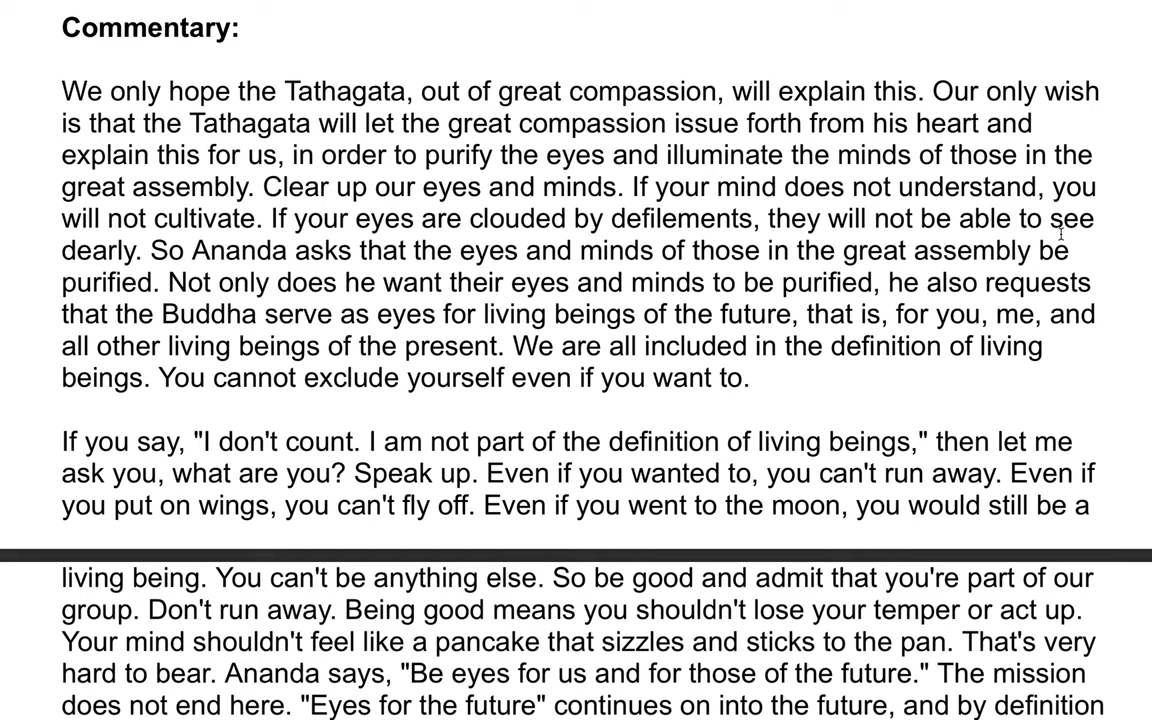 Commentary:
We only hope the Tathagata, out of great compassion, will explain this. Our only wish
is that the Tathagata will let the great compassion issue forth from his heart and
explain this for us, in order to purify the eyes and illuminate the minds of those in the
great assembly. Clear up our eyes and minds. If your mind does not understand, you
will not cultivate. If your eyes are clouded by defilements, they will not be able to see
dearly. So Ananda asks that the eyes and minds of those in the great assembly be
purified. Not only does he want their eyes and minds to be purified, he also requests
that the Buddha serve as eyes for living beings of the future, that is, for you, me, and
all other living beings of the present. We are all included in the definition of living
beings. You cannot exclude yourself even if you want to.
If you say, "I don't count. I am not part of the definition of living beings," then let me
ask you, what are you? Speak up. Even if you wanted to, you can't run away. Even if
you put on wings, you can't fly off. Even if you went to the moon, you would still be a
living being. You can't be anything else. So be good and admit that you're part of our
group. Don't run away. Being good means you shouldn't lose your temper or act up.
Your mind shouldn't feel like a pancake that sizzles and sticks to the pan. That's very
hard to bear. Ananda says, "Be eyes for us and for those of the future." The mission
does not end here. "Eyes for the future" continues on into the future, and by definition